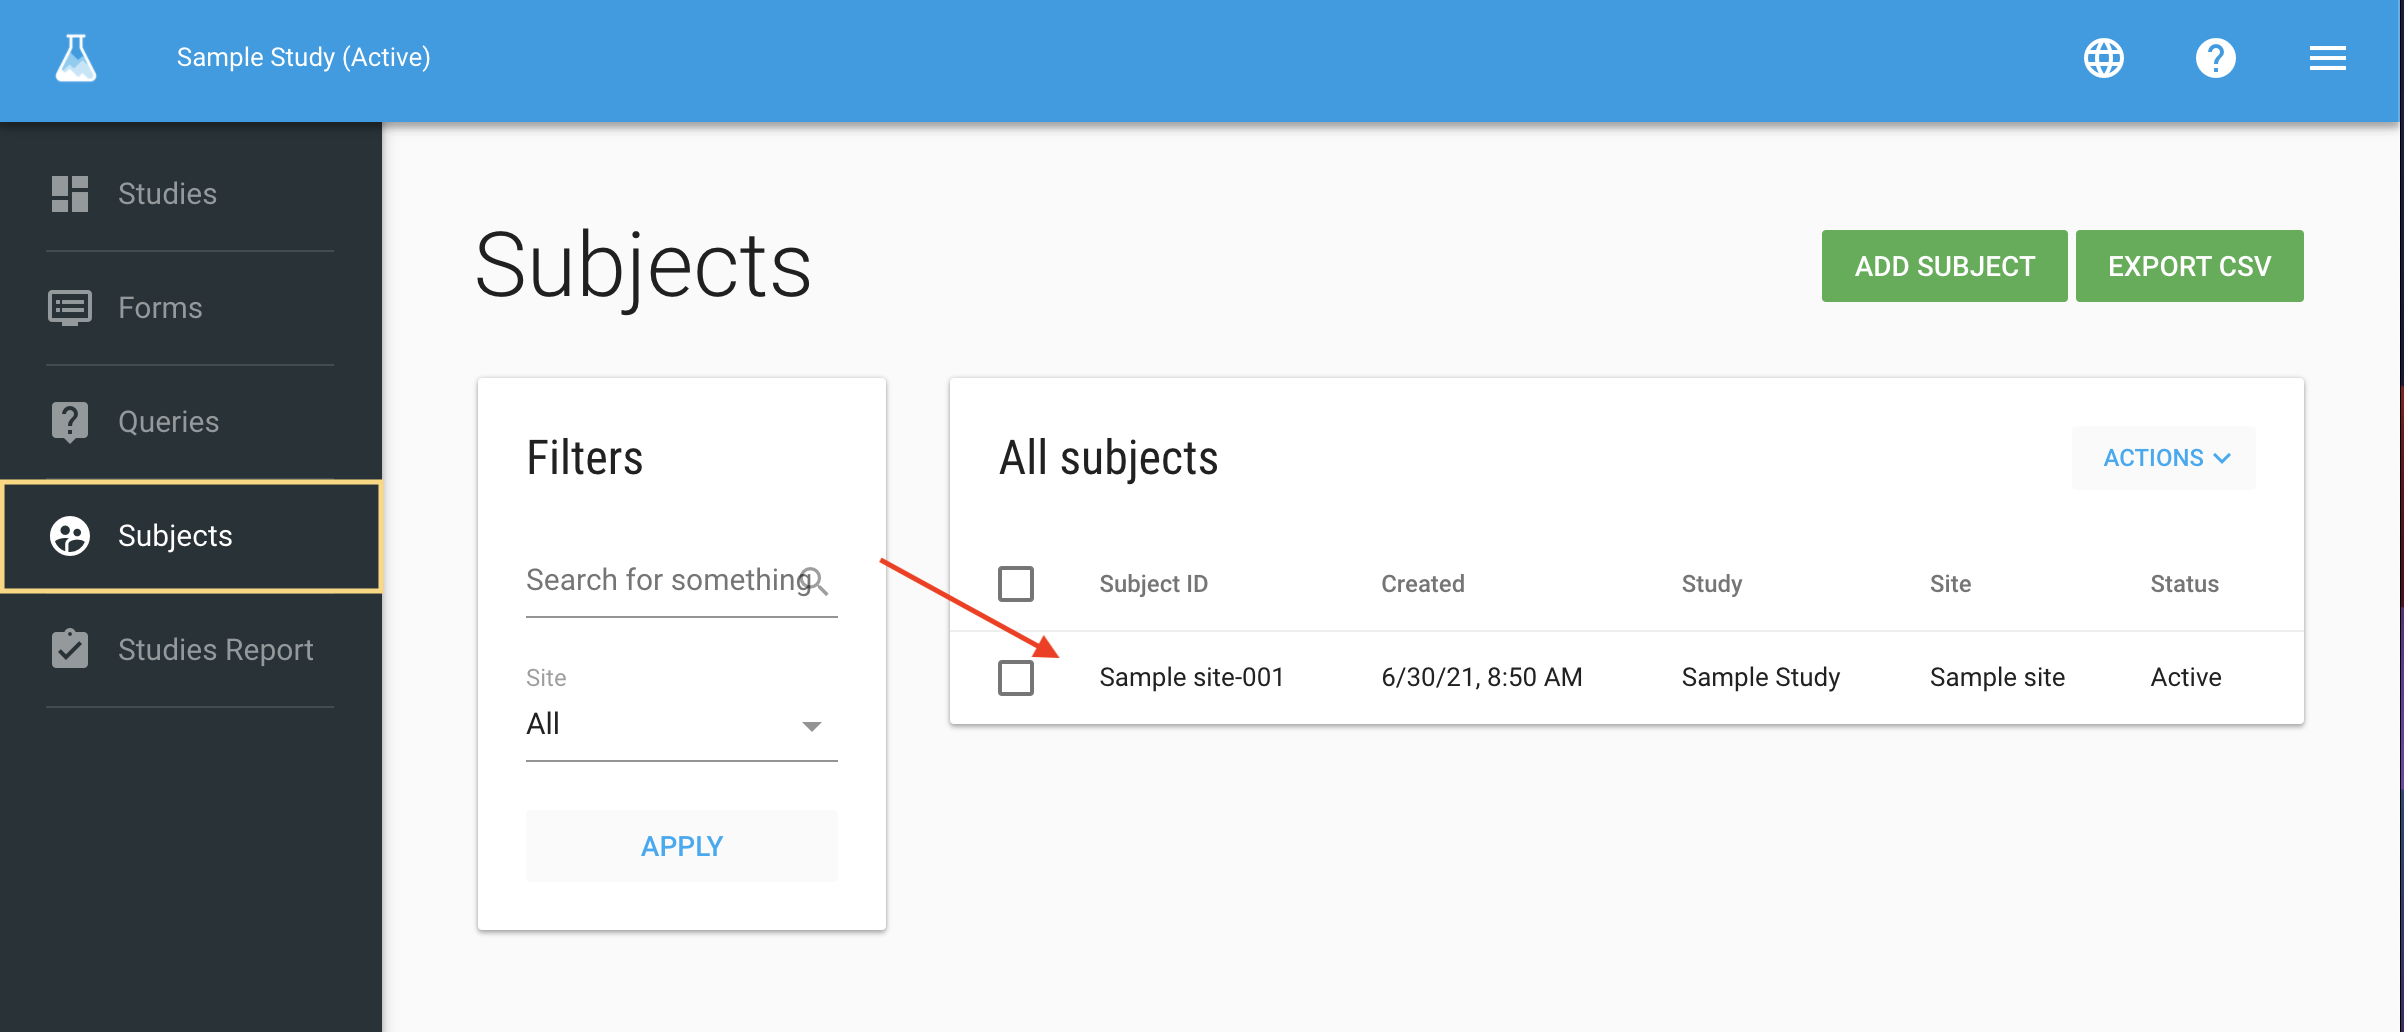 Sample Study (Active)
Studies
Forms
Queries
Subjects
Studies Report
Subjects
ADD SUBJECT
EXPORT CSV
Filters
Search for something
Site
All
APPLY
All subjects
ACTIONS
Subject ID Created Study Site Status
Sample site-001 6/30/21, 8:50 AM Sample Study Sample site Active